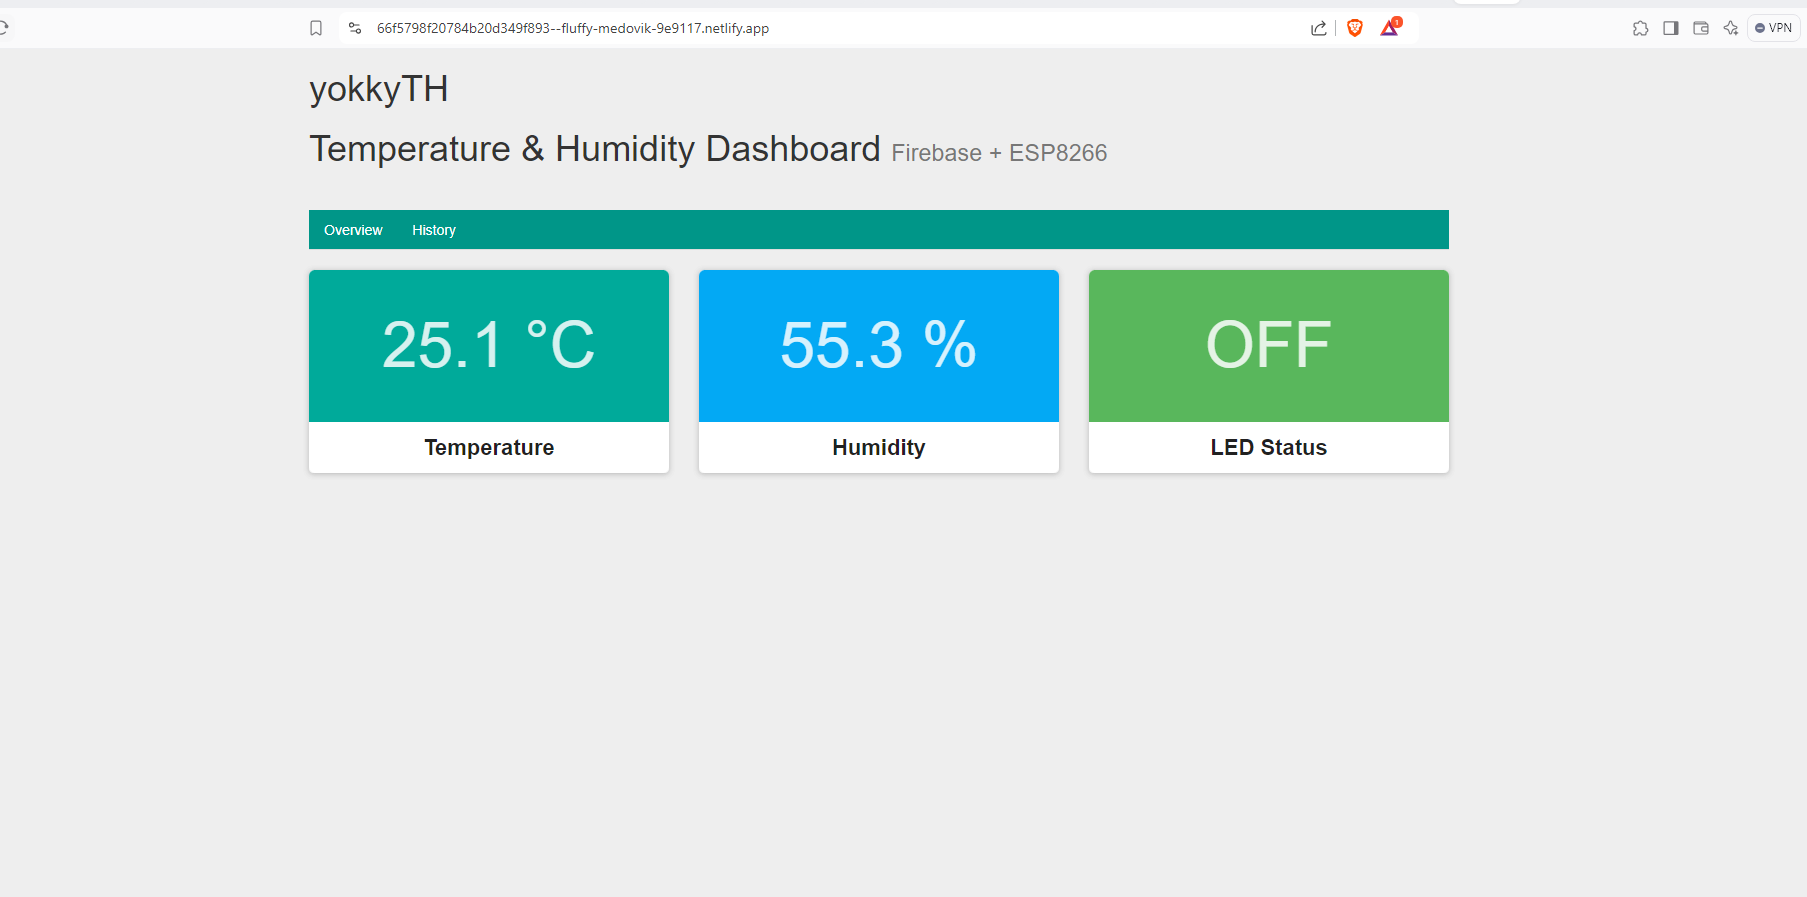 66f5798f20784b20d349f893--fluffy-medovik-9e9117.netlify.app
1
VPN
yokkyTH
Temperature & Humidity Dashboard Firebase + ESP8266
Overview History
25.1 °C 55.3 % OFF
Temperature Humidity LED Status